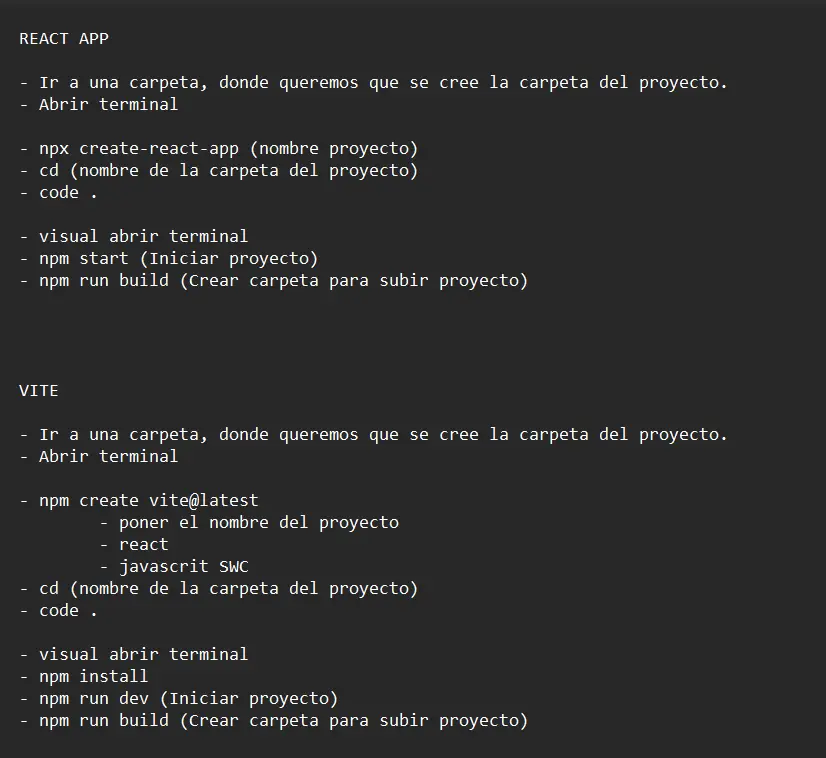 REACT APP
- Ir a una carpeta, donde queremos que se cree la carpeta del proyecto.
- Abrir terminal
- npx create-react-app (nombre proyecto)
- cd (nombre de la carpeta del proyecto)
- code .
- visual abrir terminal
- npm start (Iniciar proyecto)
- npm run build (Crear carpeta para subir proyecto)
VITE
- Ir a una carpeta, donde queremos que se cree la carpeta del proyecto.
- Abrir terminal
- npm create vite@latest
- poner el nombre del proyecto
- react
- javascrit SWC
- cd (nombre de la carpeta del proyecto)
- code .
- visual abrir terminal
- npm install
- npm run dev (Iniciar proyecto)
- npm run build (Crear carpeta para subir proyecto)